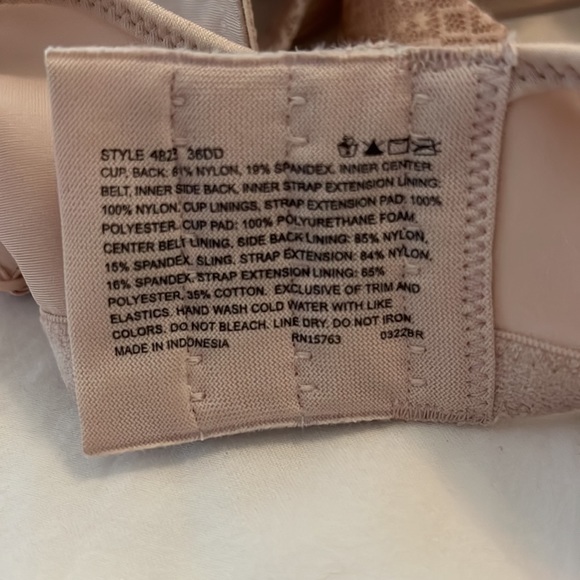 STYLE 36DD
CUP, BACK: 81% NYLON, 19% SPANDEX. INNER CENTER
BELT, INNER SIDE BACK, INNER STRAP EXTENSION LINING:
100% NYLON. CUP LININGS, STRAP EXTENSION PAD: 100%
POLYESTER. CUP PAD: 100% POLYURETHANE FOAM.
CENTER BELT LINING, SIDE BACK LINING: 85% NYLON,
15% SPANDEX. SLING, STRAP EXTENSION: 84% NYLON,
16% SPANDEX. STRAP EXTENSION LINING: 65%
POLYESTER, 35% COTTON. EXCLUSIVE OF TRIM AND
ELASTICS. HAND WASH COLD WATER WITH LIKE
COLORS. DO NOT BLEACH. LINE DRY. DO NOT IRON.
MADE IN INDONESIA RN15763 0322BR